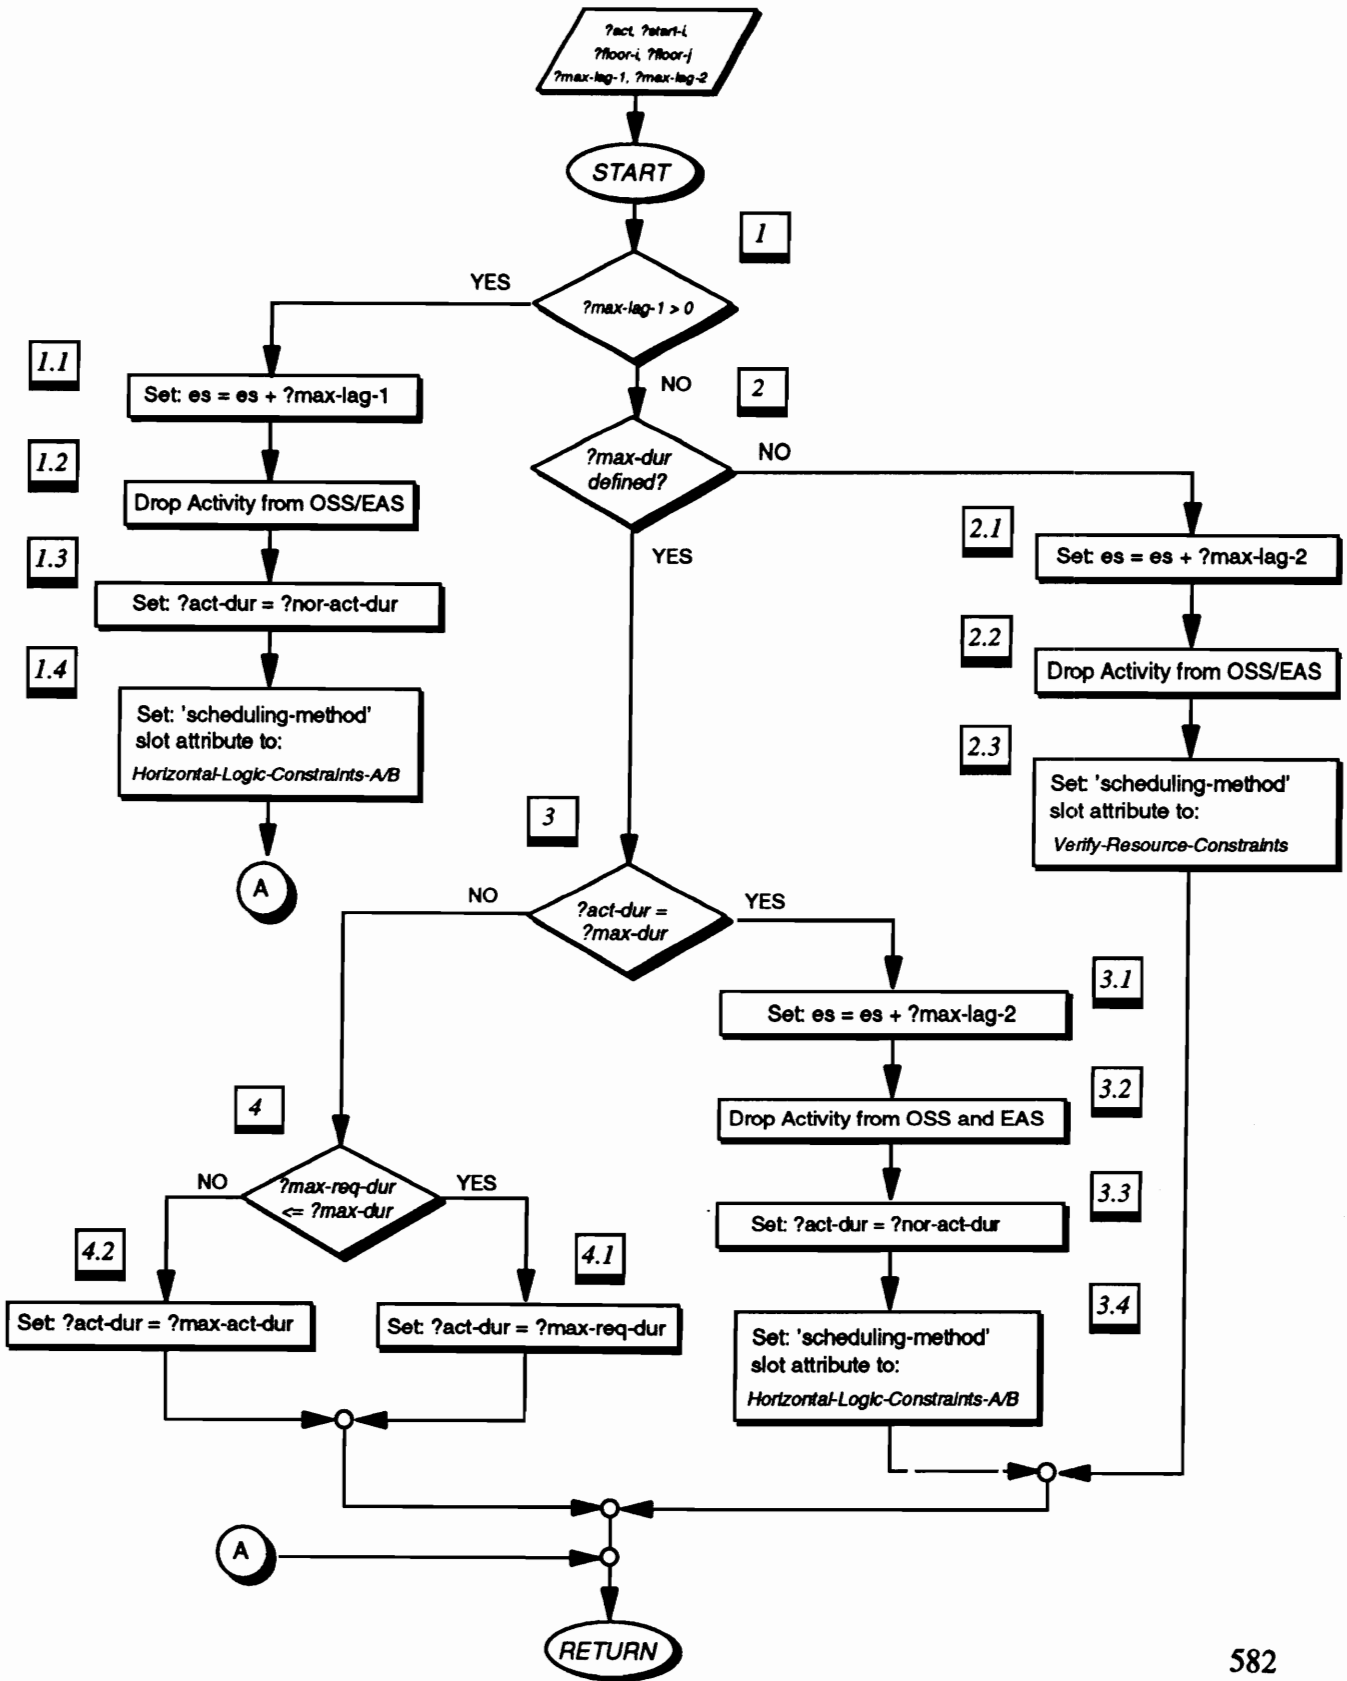 ?act, ?start-i,
?floor-i, ?floor-j
?max-lag-1, ?max-lag-2
START
1
?max-lag-1 > 0
YES
NO
1.1
Set: es = es + ?max-lag-1
1.2
Drop Activity from OSS/EAS
1.3
Set: ?act-dur = ?nor-act-dur
1.4
Set: 'scheduling-method'
slot attribute to:
Horizontal-Logic-Constraints-A/B
A
2
?max-dur
defined?
NO
YES
2.1
Set: es = es + ?max-lag-2
2.2
Drop Activity from OSS/EAS
2.3
Set: 'scheduling-method'
slot attribute to:
Verify-Resource-Constraints
3
?act-dur =
?max-dur
NO
YES
3.1
Set: es = es + ?max-lag-2
3.2
Drop Activity from OSS and EAS
3.3
Set: ?act-dur = ?nor-act-dur
3.4
Set: 'scheduling-method'
slot attribute to:
Horizontal-Logic-Constraints-A/B
4
?max-req-dur
<= ?max-dur
NO
YES
4.2
Set: ?act-dur = ?max-act-dur
4.1
Set: ?act-dur = ?max-req-dur
A
RETURN
582